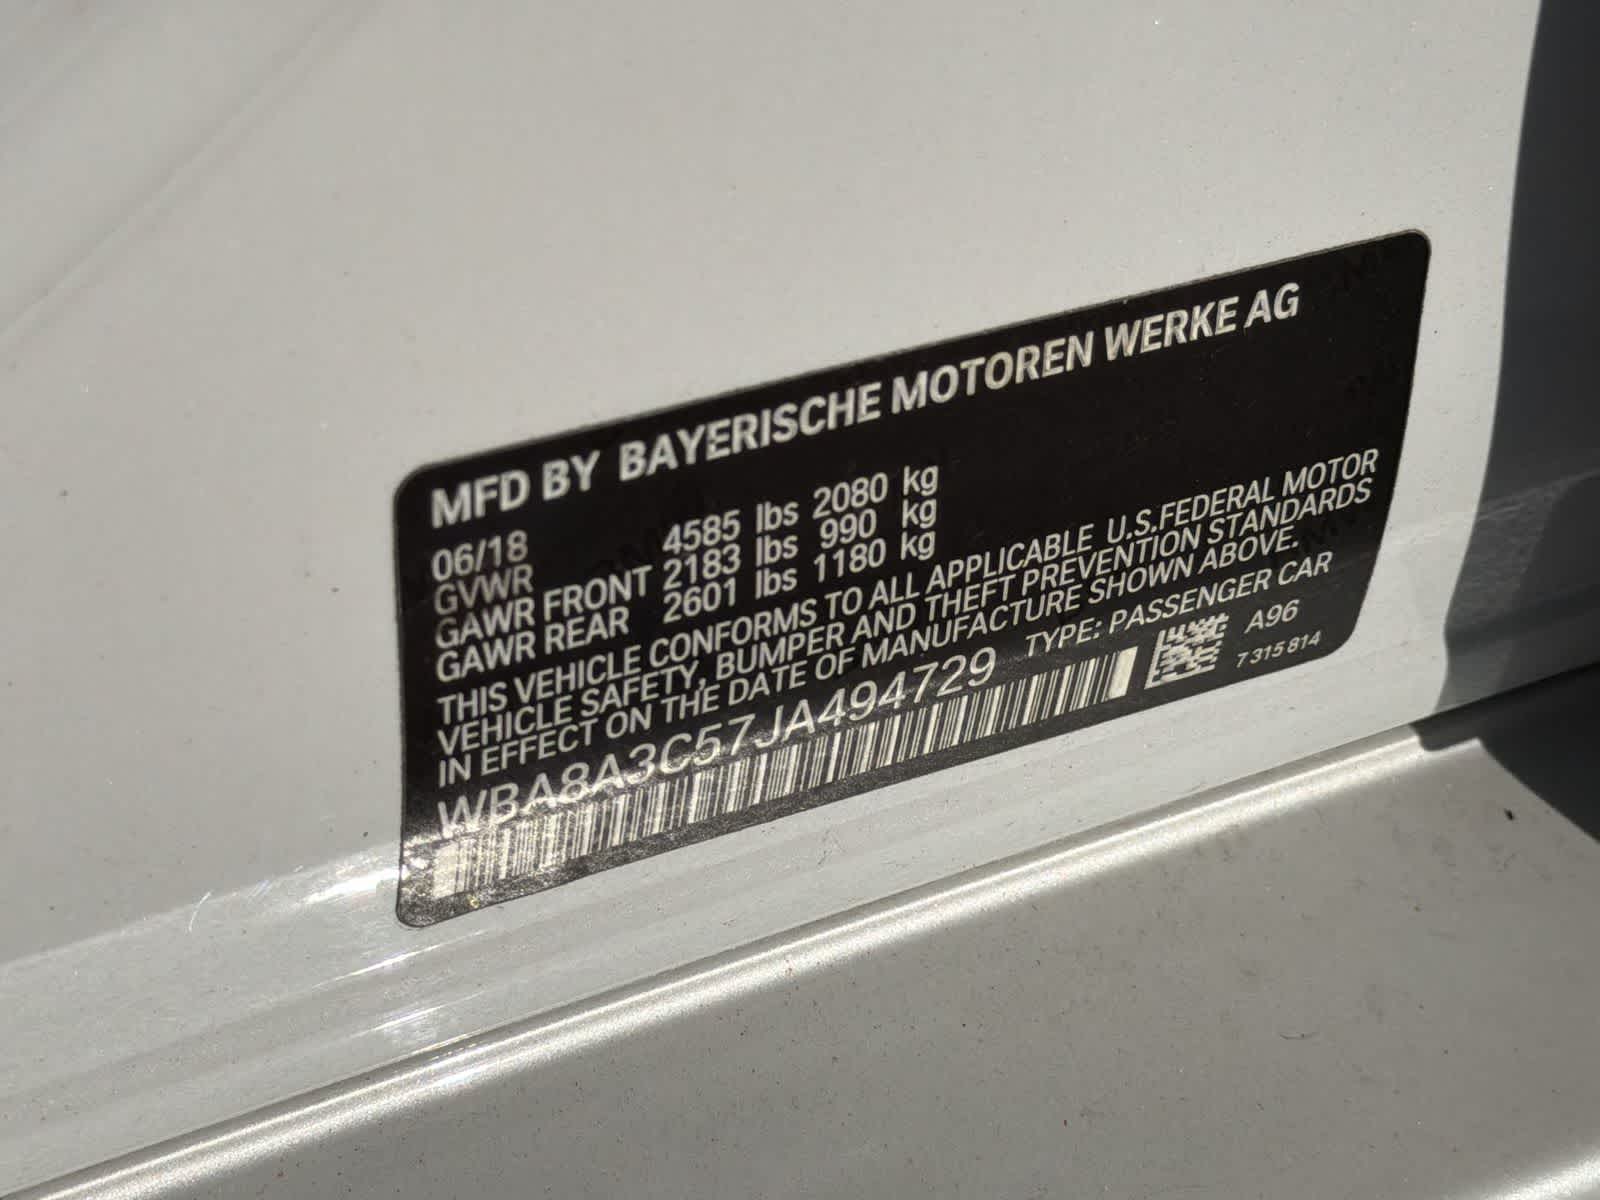 MFD BY BAYERISCHE MOTOREN WERKE AG
06/18
GVWR 4585 lbs 2080 kg
GAWR FRONT 2183 lbs 990 kg
GAWR REAR 2601 lbs 1180 kg
THIS VEHICLE CONFORMS TO ALL APPLICABLE U.S.FEDERAL MOTOR
VEHICLE SAFETY, BUMPER AND THEFT PREVENTION STANDARDS
IN EFFECT ON THE DATE OF MANUFACTURE SHOWN ABOVE.
WBA8A3C57JA494729 TYPE: PASSENGER CAR
A96
7 315 814